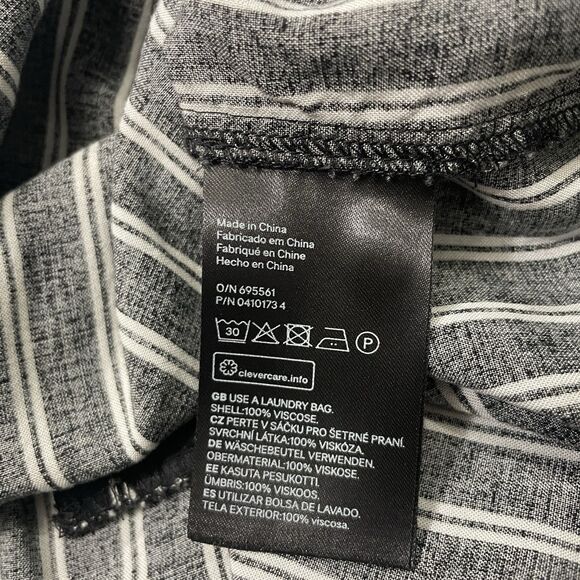 Made in China
Fabricado em China
Fabriqué en Chine
Hecho en China
O/N 695561
P/N 0410173 4
30 P
clevercare.info
GB USE A LAUNDRY BAG.
SHELL:100% VISCOSE.
CZ PERTE V SÁČKU PRO ŠETRNÉ PRANÍ.
SVRCHNÍ LÁTKA:100% VISKÓZA.
DE WÄSCHEBEUTEL VERWENDEN.
OBERMATERIAL:100% VISKOSE.
EE KASUTA PESUKOTTI.
ÜMBRIS:100% VISKOOS.
ES UTILIZAR BOLSA DE LAVADO.
TELA EXTERIOR:100% viscosa.